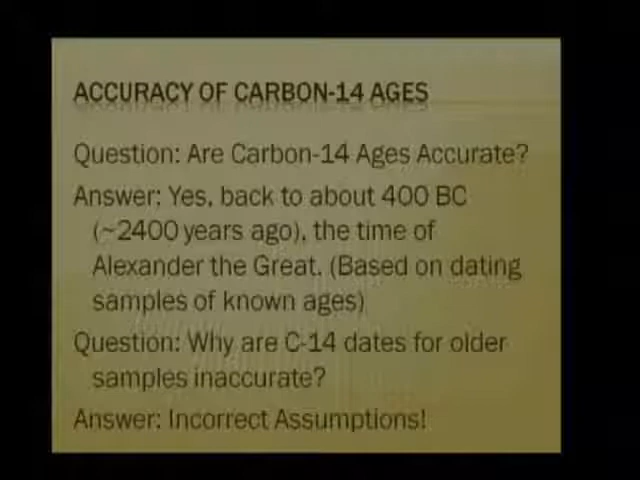 ACCURACY OF CARBON-14 AGES
Question: Are Carbon-14 Ages Accurate?
Answer: Yes, back to about 400 BC
(~2400 years ago), the time of
Alexander the Great. (Based on dating
samples of known ages)
Question: Why are C-14 dates for older
samples inaccurate?
Answer: Incorrect Assumptions!